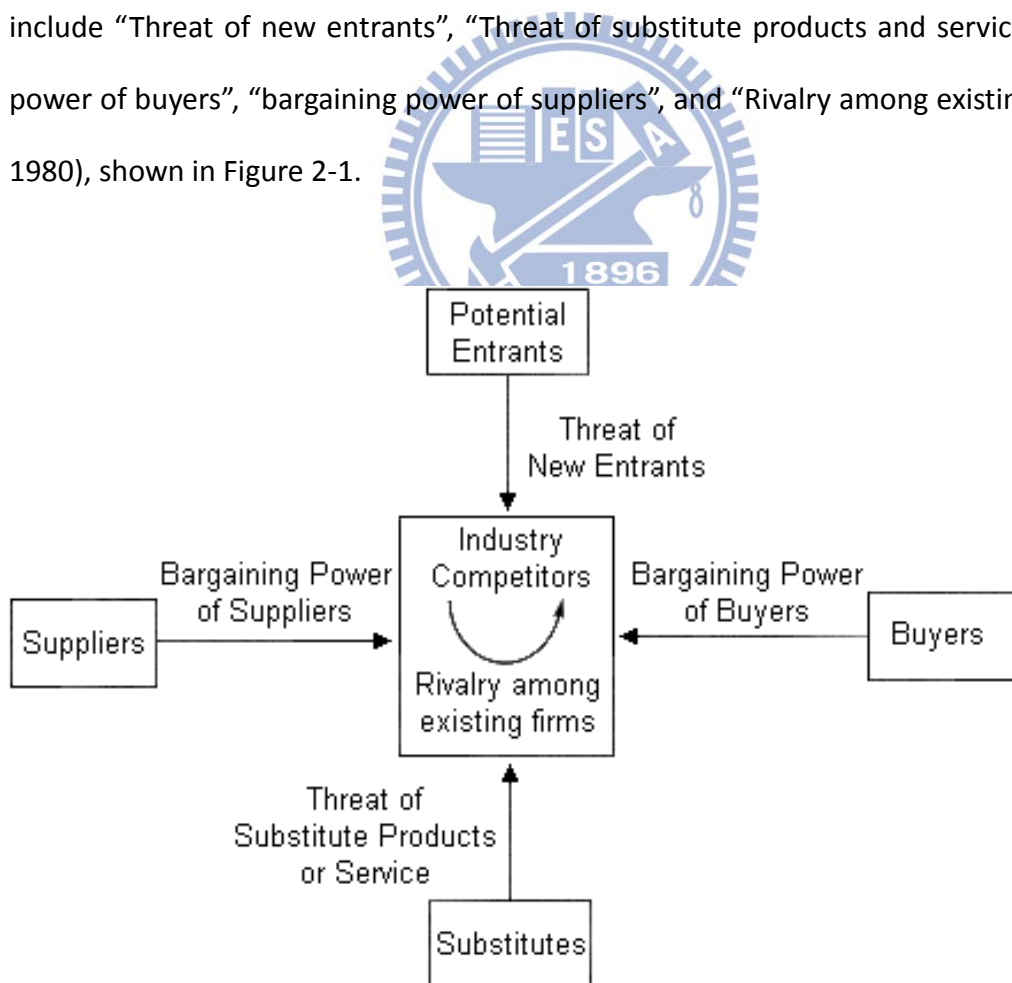 include “Threat of new entrants”, “Threat of substitute products and servic
power of buyers”, “bargaining power of suppliers”, and “Rivalry among existin
1980), shown in Figure 2-1.
E S A
1896
Potential
Entrants
Threat of
New Entrants
Industry
Competitors
Bargaining Power
of Suppliers
Bargaining Power
of Buyers
Suppliers
Buyers
Rivalry among
existing firms
Threat of
Substitute Products
or Service
Substitutes